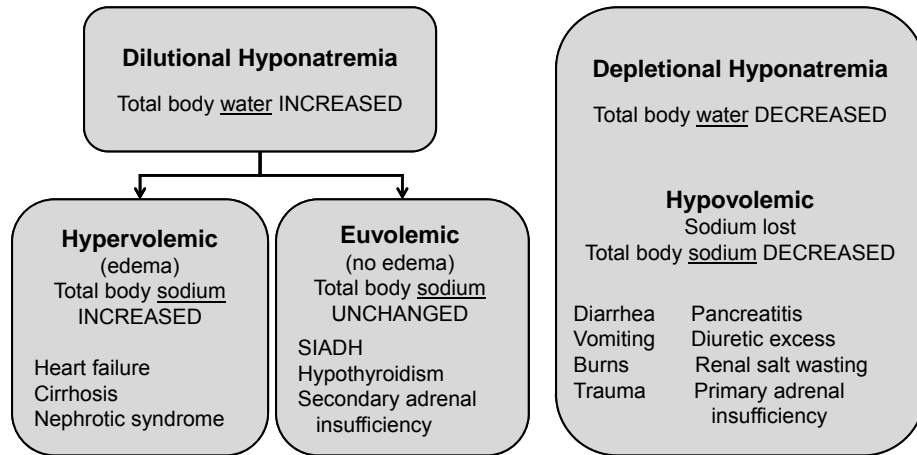 Dilutional Hyponatremia
Total body water INCREASED
Hypervolemic
(edema)
Total body sodium
INCREASED
Heart failure
Cirrhosis
Nephrotic syndrome
Euvolemic
(no edema)
Total body sodium
UNCHANGED
SIADH
Hypothyroidism
Secondary adrenal
insufficiency
Depletional Hyponatremia
Total body water DECREASED
Hypovolemic
Sodium lost
Total body sodium DECREASED
Diarrhea Pancreatitis
Vomiting Diuretic excess
Burns Renal salt wasting
Trauma Primary adrenal
insufficiency